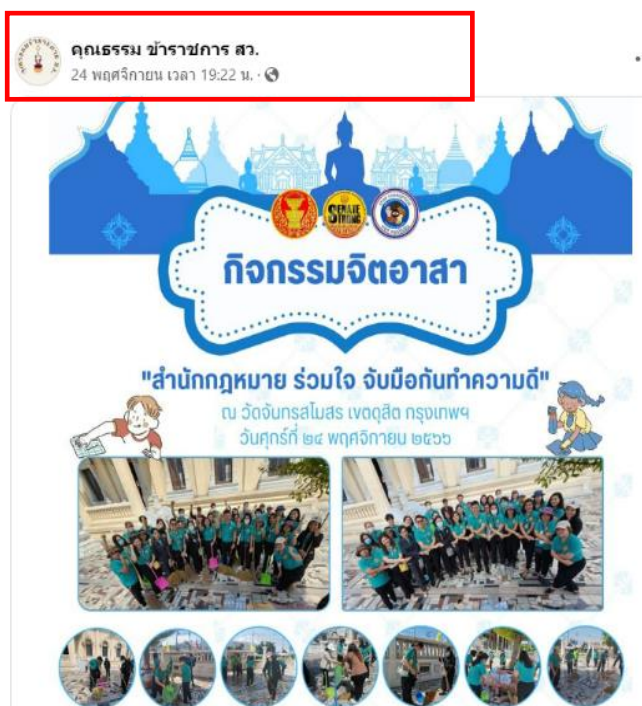 คุณธรรม ข้าราชการ สว.
24 พฤศจิกายน เวลา 19:22 น. ·
SENATE
STRONG
กิจกรรมจิตอาสา
"สำนักกฎหมาย ร่วมใจ จับมือกันทำความดี"
ณ วัดจันทรสโมสร เขตดุสิต กรุงเทพฯ
วันศุกร์ที่ ๒๔ พฤศจิกายน ๒๕๖๖